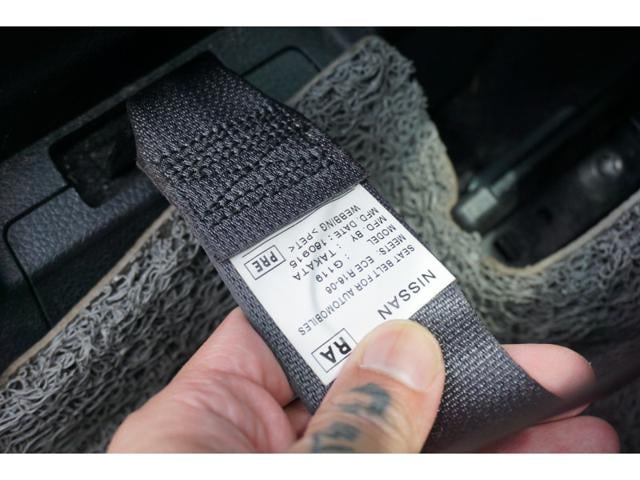 NISSAN
SEAT BELT FOR AUTOMOBILES
MEETS: ECE R16-06
MODEL : G119
MFD. BY : TAKATA
MFD. DATE : 180915
WEBBING >PET<
RA
PRE